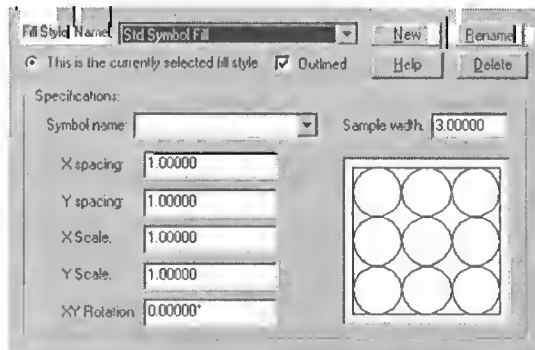 Fill Style Name Std Symbol Fill New Rename
This is the currently selected fill style Outlined Help Delete
Specifications:
Symbol name: Sample width: 3.00000
X spacing 1.00000
Y spacing 1.00000
X Scale. 1.00000
Y Scale. 1.00000
XY Rotation 0.00000°